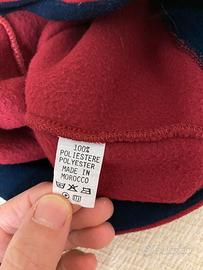 100%
POLIESTERE
POLYESTER
MADE IN
MOROCCO